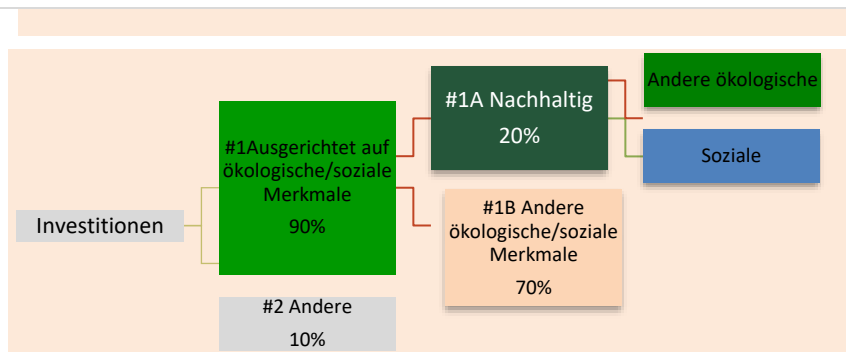 Investitionen
#1Ausgerichtet auf
ökologische/soziale
Merkmale
90%
#2 Andere
10%
#1A Nachhaltig
20%
#1B Andere
ökologische/soziale
Merkmale
70%
Andere ökologische
Soziale